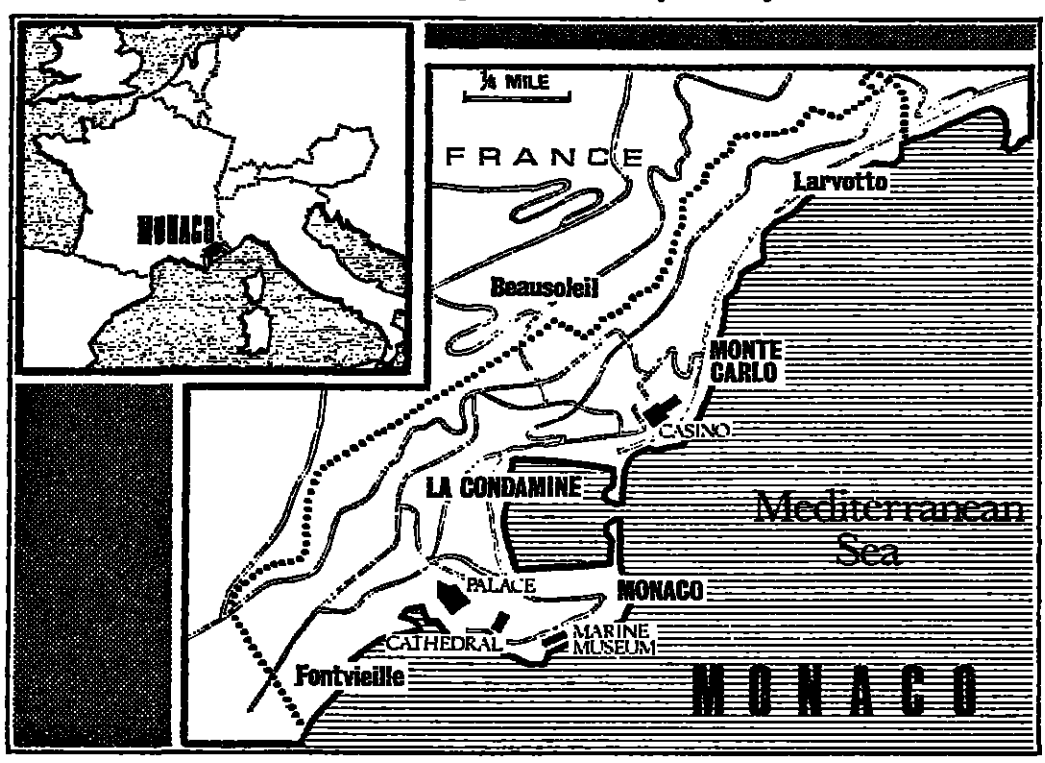 MONACO
¼ MILE
FRANCE
Larvotto
Beausoleil
MONTE
CARLO
CASINO
LA CONDAMINE
Mediterranean
Sea
PALACE
MONACO
CATHEDRAL
MARINE
MUSEUM
Fontvieille
MONACO